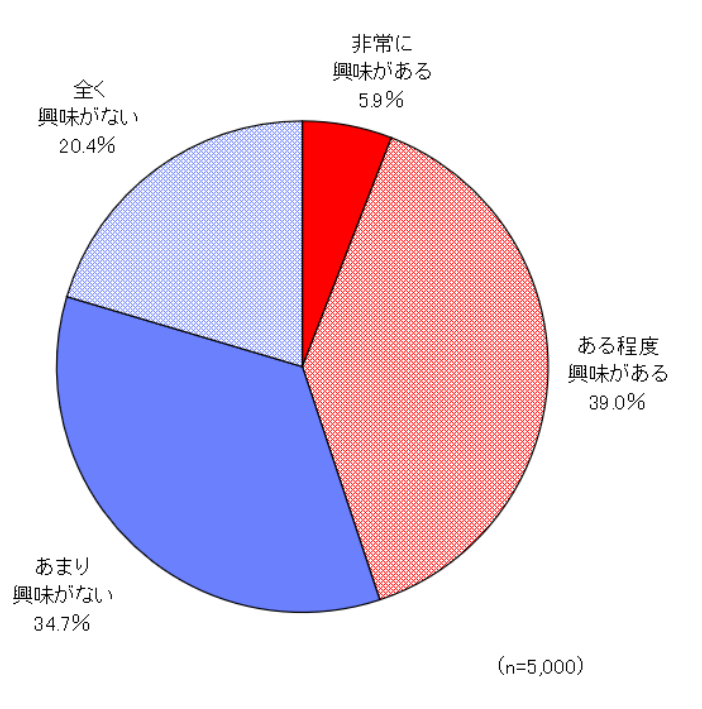 非常に
興味がある
5.9%
全く
興味がない
20.4%
ある程度
興味がある
39.0%
あまり
興味がない
34.7%
(n=5,000)